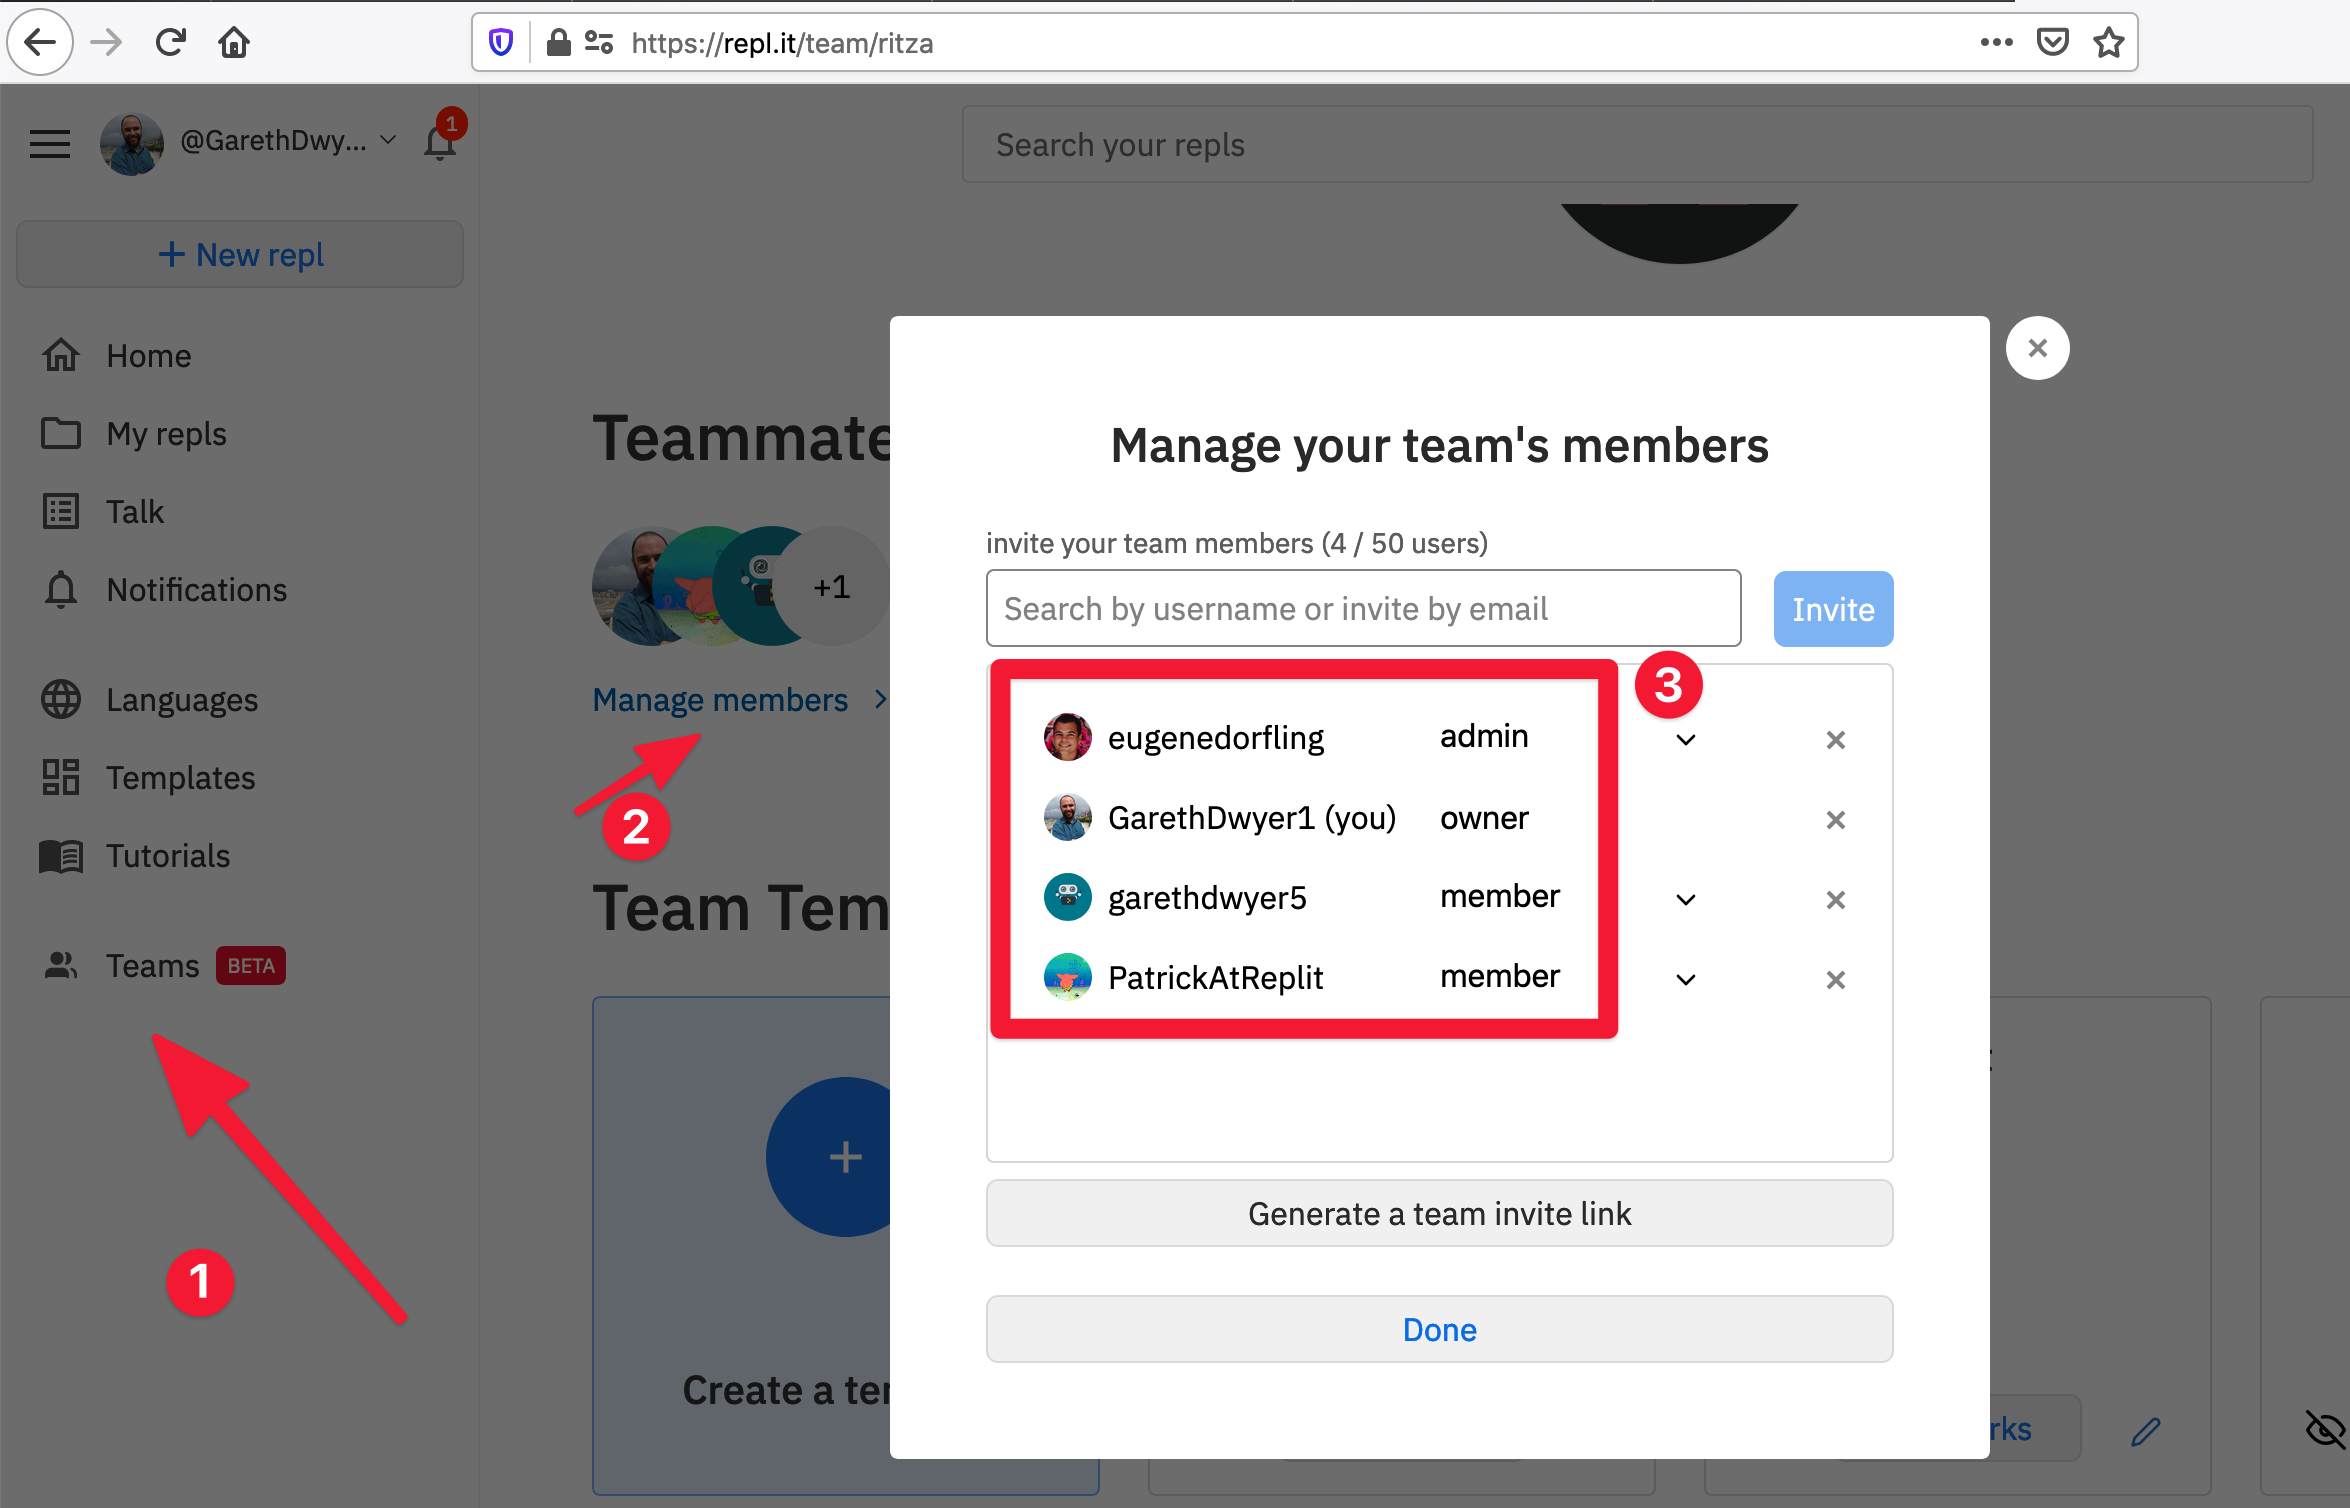 https://repl.it/team/ritza
@GarethDwy...
1
Search your repls
+ New repl
Home
My repls
Talk
Notifications
Languages
Templates
Tutorials
Teams BETA
1
Teammate
+1
Manage members
2
Team Tem
Create a ter
Manage your team's members
invite your team members (4 / 50 users)
Search by username or invite by email
Invite
3
eugenedorfling admin
GarethDwyer1 (you) owner
garethdwyer5 member
PatrickAtReplit member
Generate a team invite link
Done
rks